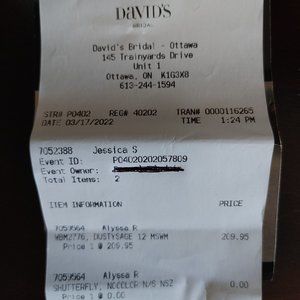 DAVID'S
BRIDAL
David's Bridal - Ottawa
145 Trainyards Drive
Unit 1
Ottawa, ON K1G3X8
613-244-1594
STR# P0402 REG# 40202 TRAN# 0000116265
DATE 03/17/2022 TIME 1:24 PM
7052388 Jessica S
Event ID: P04020202057809
Event Owner:
Total Items: 2
ITEM INFORMATION PRICE
7059564 Alyssa R
WBM2776, DUSTYSAGE 12 MSWM 209.95
Price 1 @ 209.95
7059564 Alyssa R
SHUTTERFLY, NOCOLOR N/S NSZ 0.00
Price 1 @ 0.00